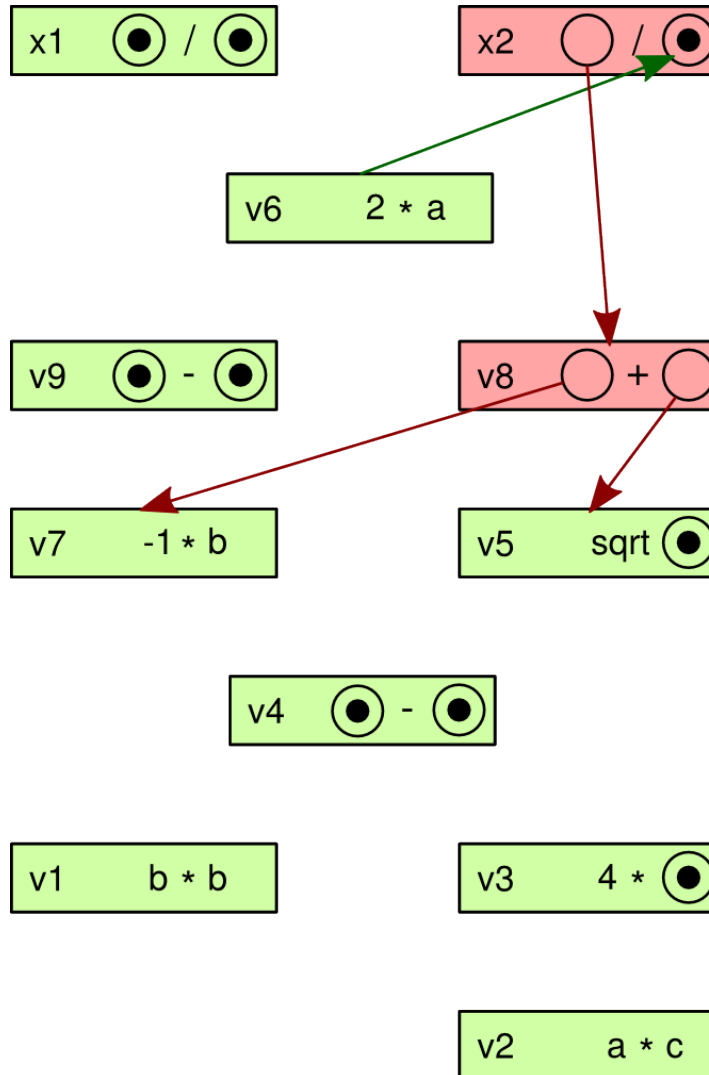 x1 /
x2 /
v6 2 * a
v9 -
v8 +
v7 -1 * b
v5 sqrt
v4 -
v1 b * b
v3 4 *
v2 a * c